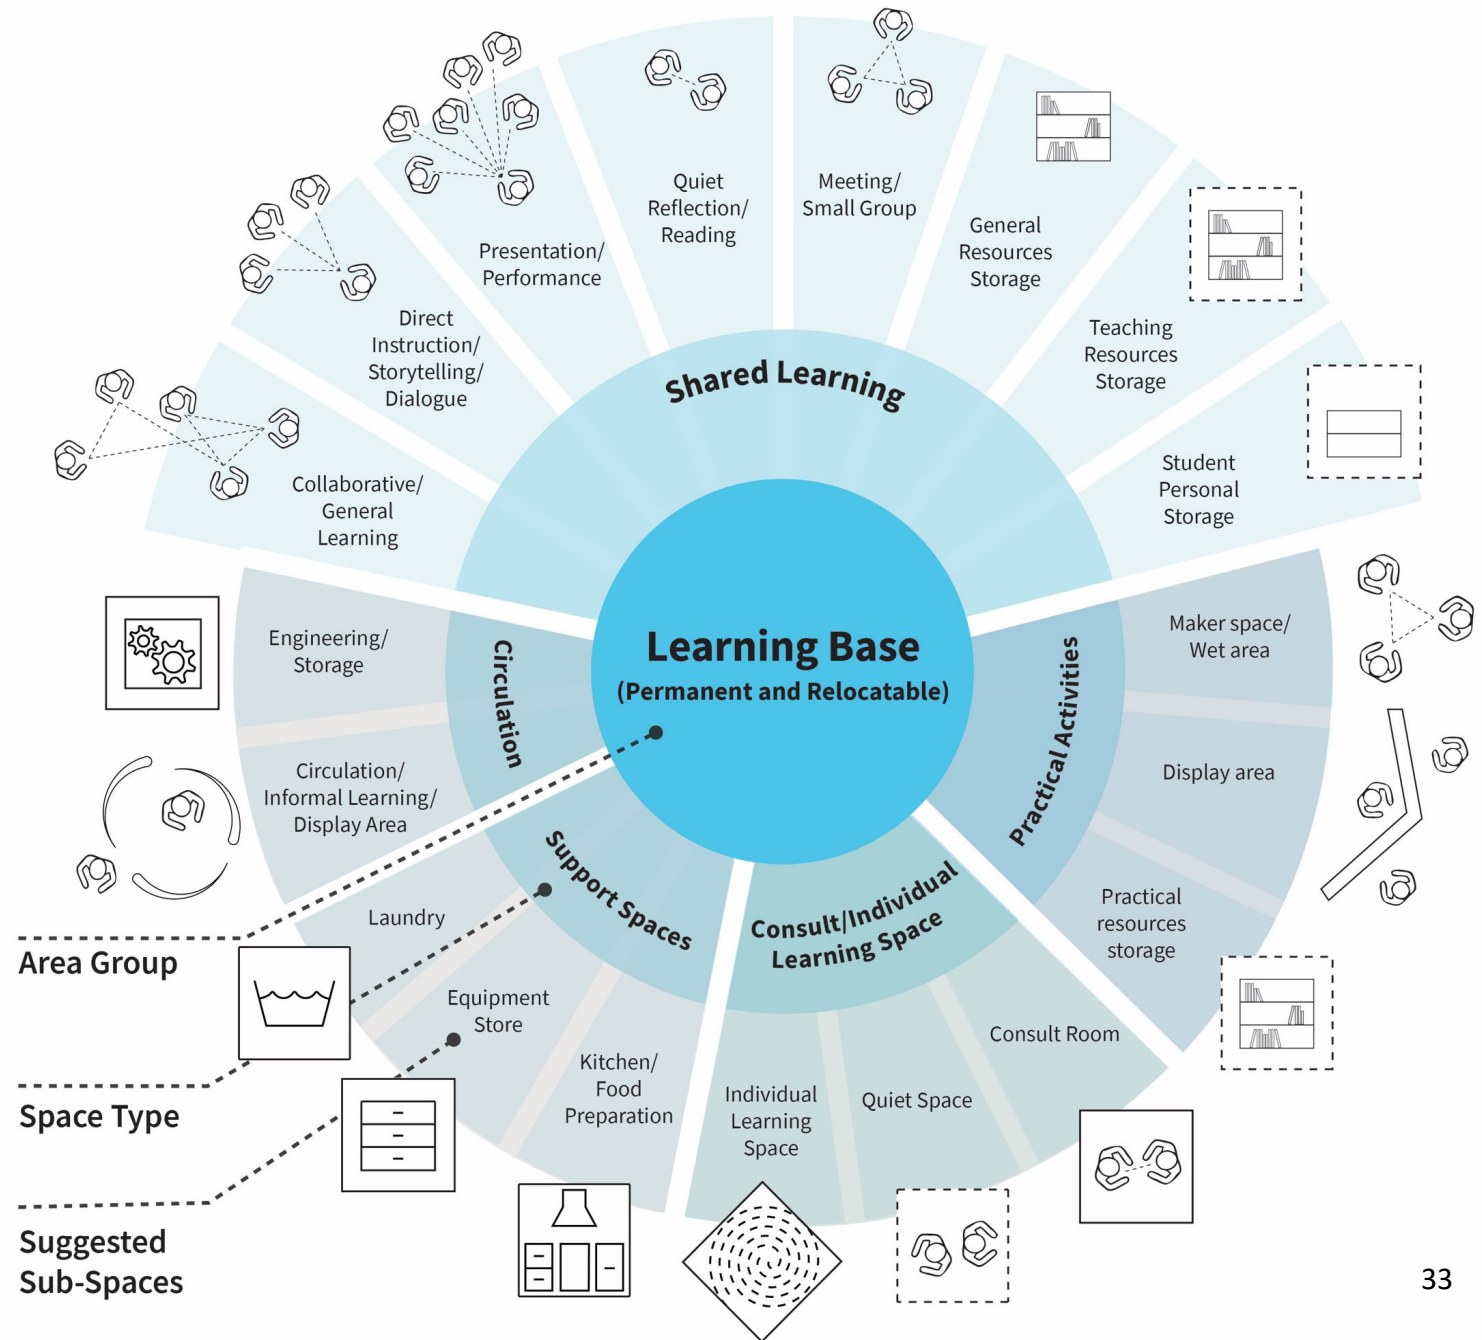 Quiet
Reflection/
Reading
Meeting/
Small Group
General
Resources
Storage
Presentation/
Performance
Direct
Instruction/
Storytelling/
Dialogue
Teaching
Resources
Storage
Shared Learning
Collaborative/
General
Learning
Student
Personal
Storage
Learning Base
(Permanent and Relocatable)
Engineering/
Storage
Circulation
Circulation/
Informal Learning/
Display Area
Practical Activities
Maker space/
Wet area
Display area
Practical
resources
storage
Support Spaces
Laundry
Equipment
Store
Kitchen/
Food
Preparation
Consult/Individual
Learning Space
Individual
Learning
Space
Quiet Space
Consult Room
Area Group
Space Type
Suggested
Sub-Spaces
33